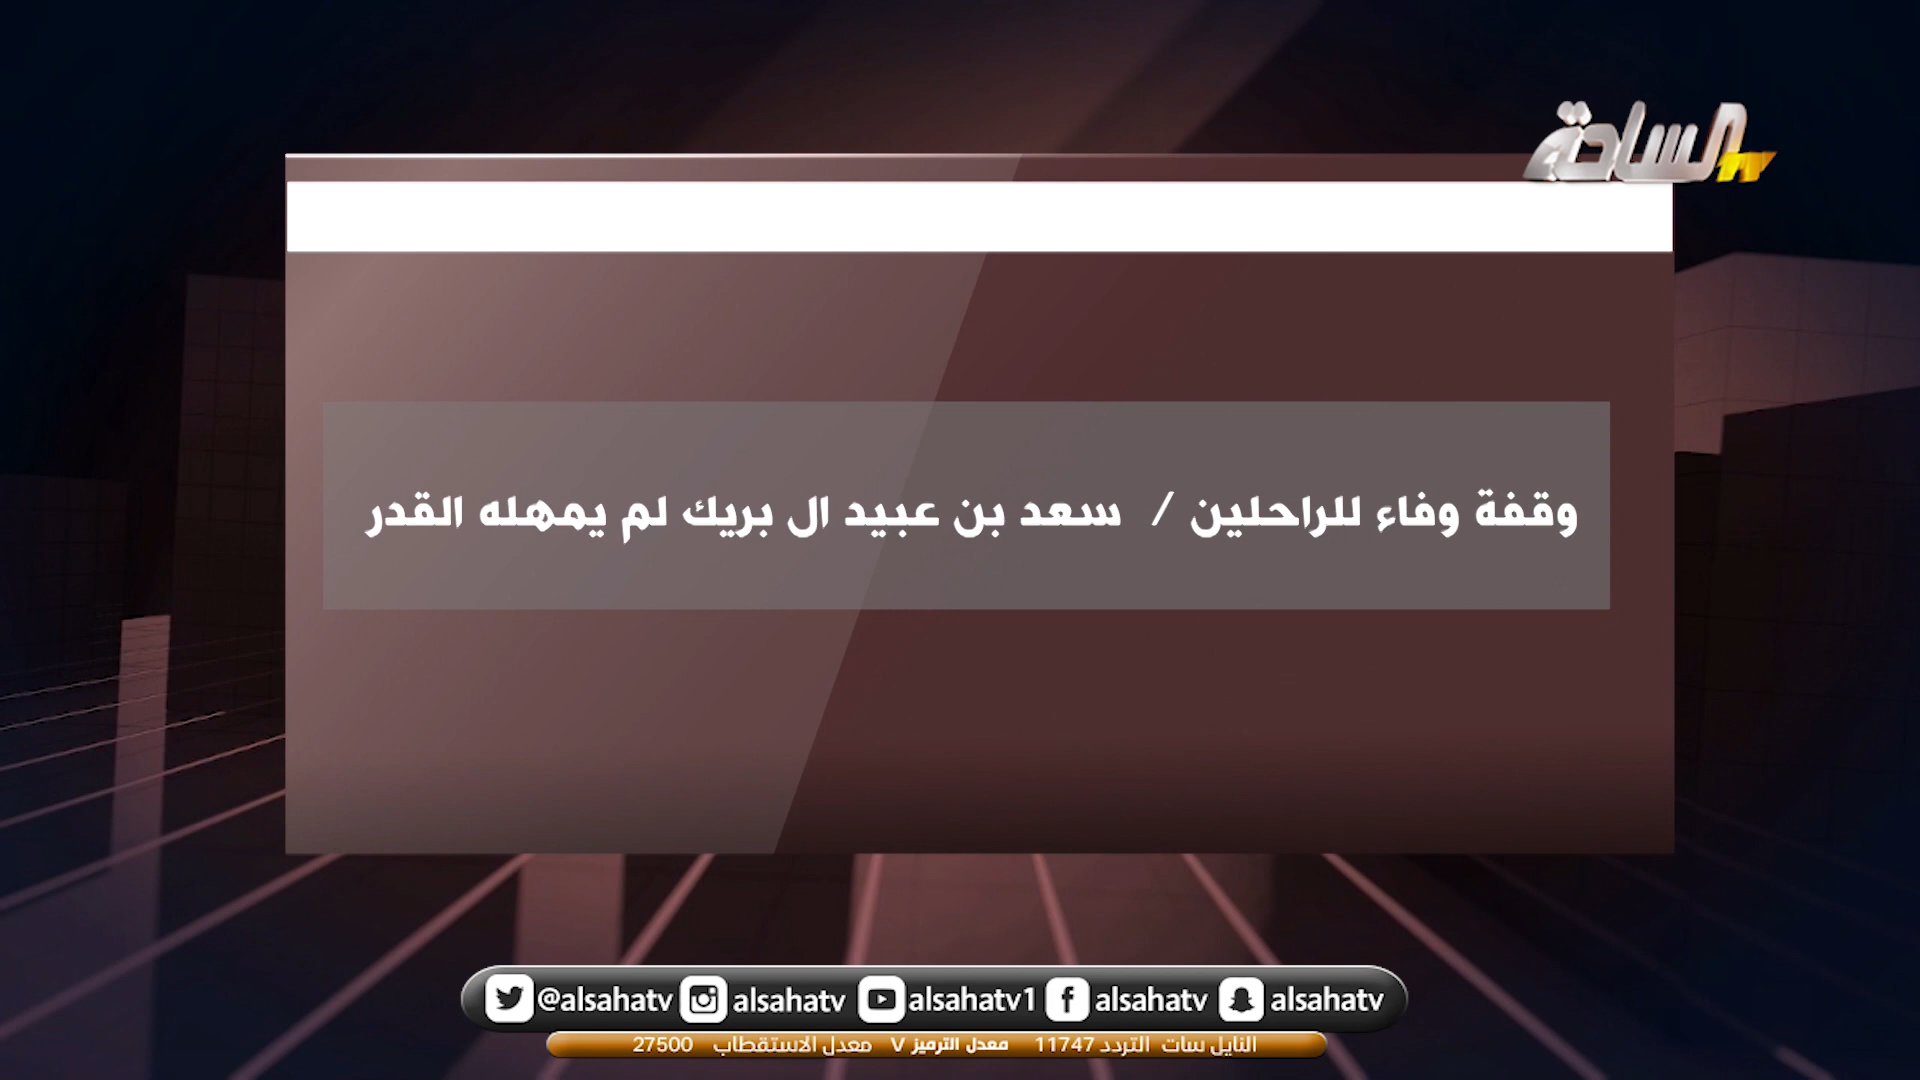 الساحة TV
وقفة وفاء للراحلين / سعد بن عبيد ال بريك لم يمهله القدر
@alsahatv alsahatv alsahatv1 alsahatv alsahatv
النايل سات التردد 11747 معدل الترميز V معدل الاستقطاب 27500